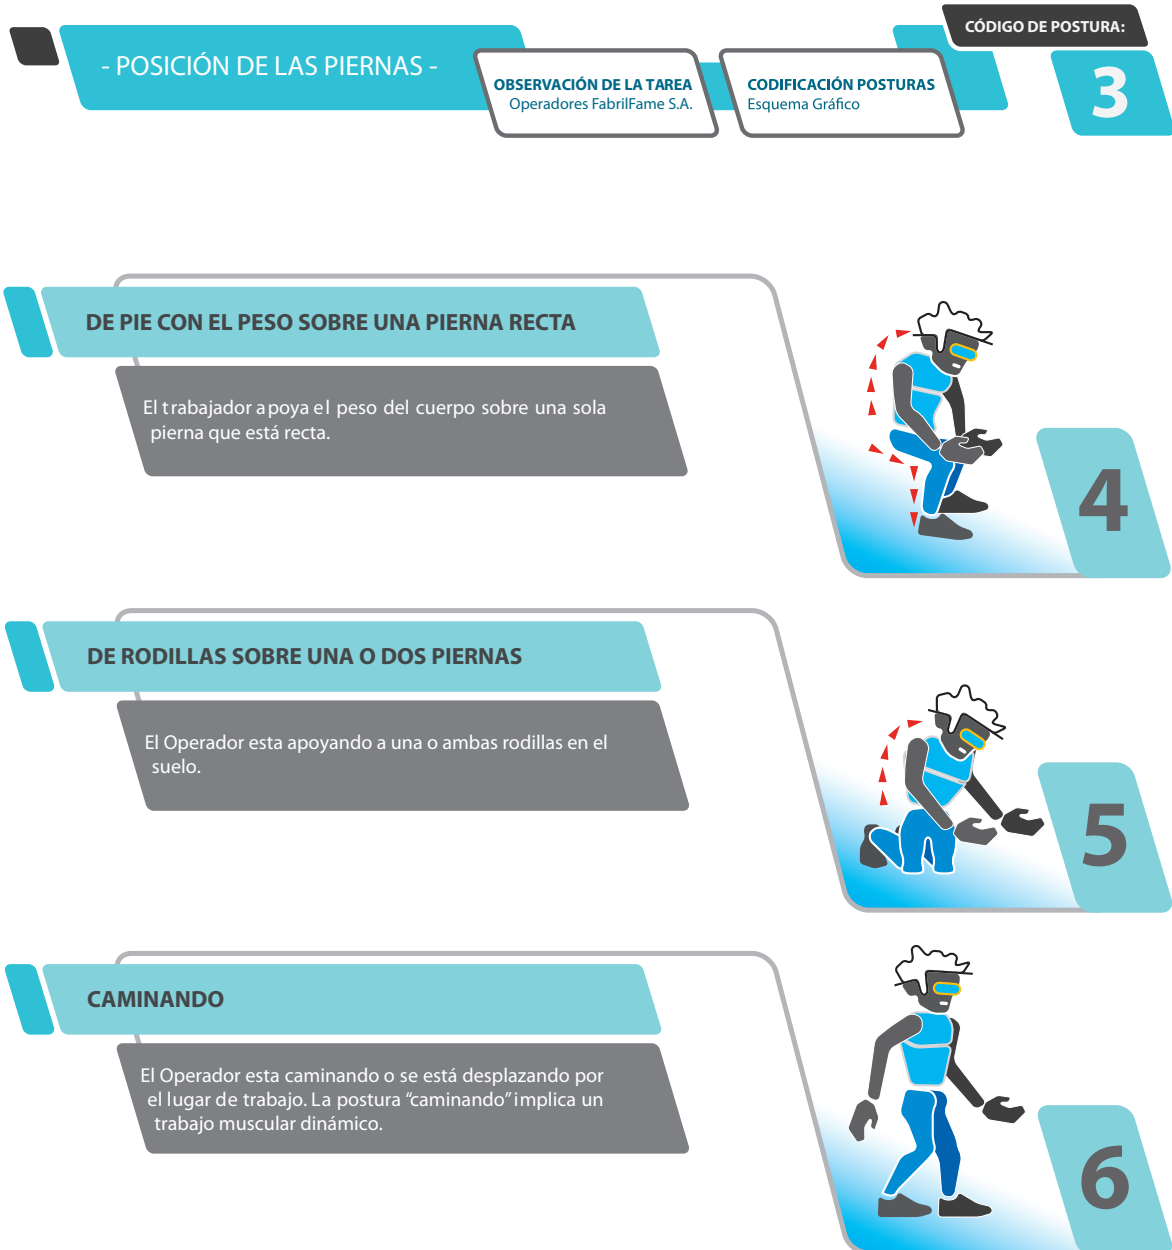 CÓDIGO DE POSTURA:
- POSICIÓN DE LAS PIERNAS -
OBSERVACIÓN DE LA TAREA
Operadores FabrilFame S.A.
CODIFICACIÓN POSTURAS
Esquema Gráfico
3
DE PIE CON EL PESO SOBRE UNA PIERNA RECTA
El trabajador apoya el peso del cuerpo sobre una sola
pierna que está recta.
4
DE RODILLAS SOBRE UNA O DOS PIERNAS
El Operador esta apoyando a una o ambas rodillas en el
suelo.
5
CAMINANDO
El Operador esta caminando o se está desplazando por
el lugar de trabajo. La postura “caminando” implica un
trabajo muscular dinámico.
6